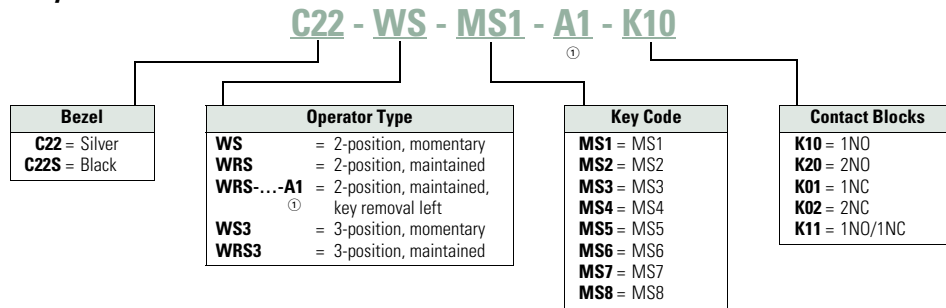 C22 - WS - MS1 - A1 - K10
①
Bezel
C22 = Silver
C22S = Black
Operator Type
WS = 2-position, momentary
WRS = 2-position, maintained
WRS-...-A1 = 2-position, maintained,
① key removal left
WS3 = 3-position, momentary
WRS3 = 3-position, maintained
Key Code
MS1 = MS1
MS2 = MS2
MS3 = MS3
MS4 = MS4
MS5 = MS5
MS6 = MS6
MS7 = MS7
MS8 = MS8
Contact Blocks
K10 = 1NO
K20 = 2NO
K01 = 1NC
K02 = 2NC
K11 = 1NO/1NC